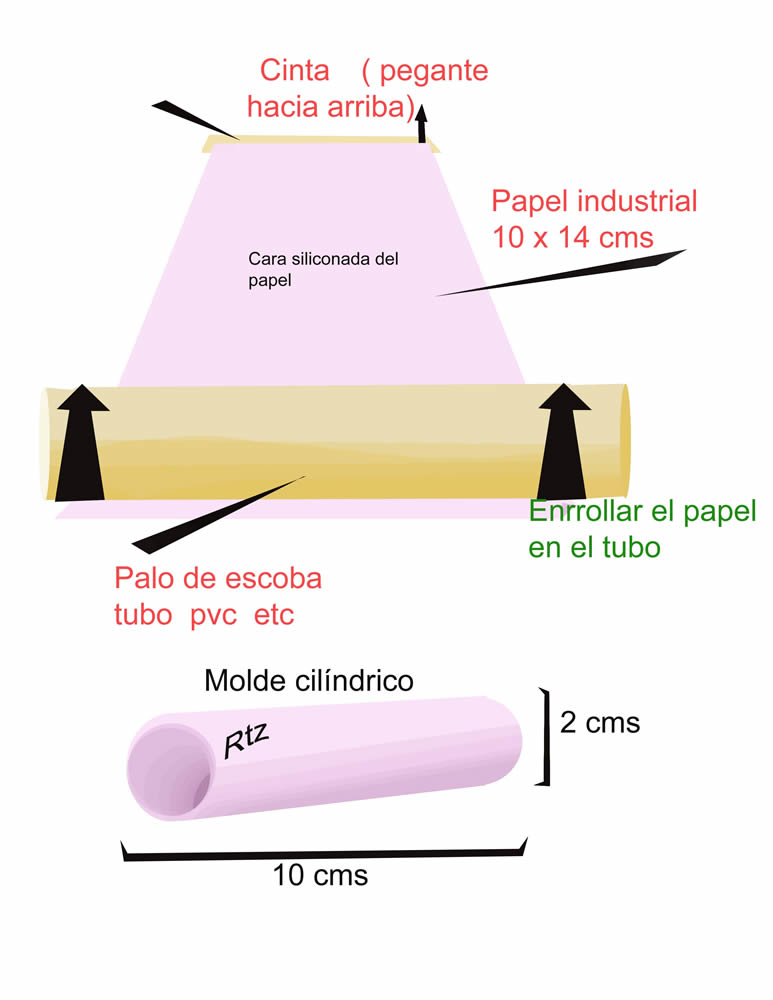 Cinta ( pegante
hacia arriba)
Papel industrial
10 x 14 cms
Cara siliconada del
papel
Enrrollar el papel
en el tubo
Palo de escoba
tubo pvc etc
Molde cilíndrico
Rtz
2 cms
10 cms